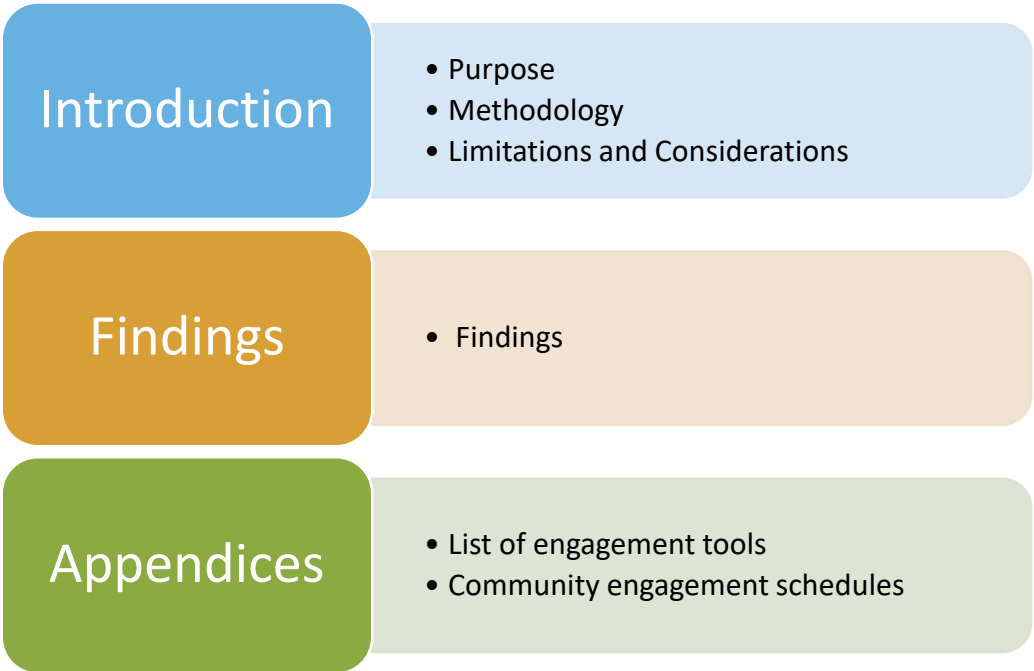 Introduction
• Purpose
• Methodology
• Limitations and Considerations
Findings
• Findings
Appendices
• List of engagement tools
• Community engagement schedules